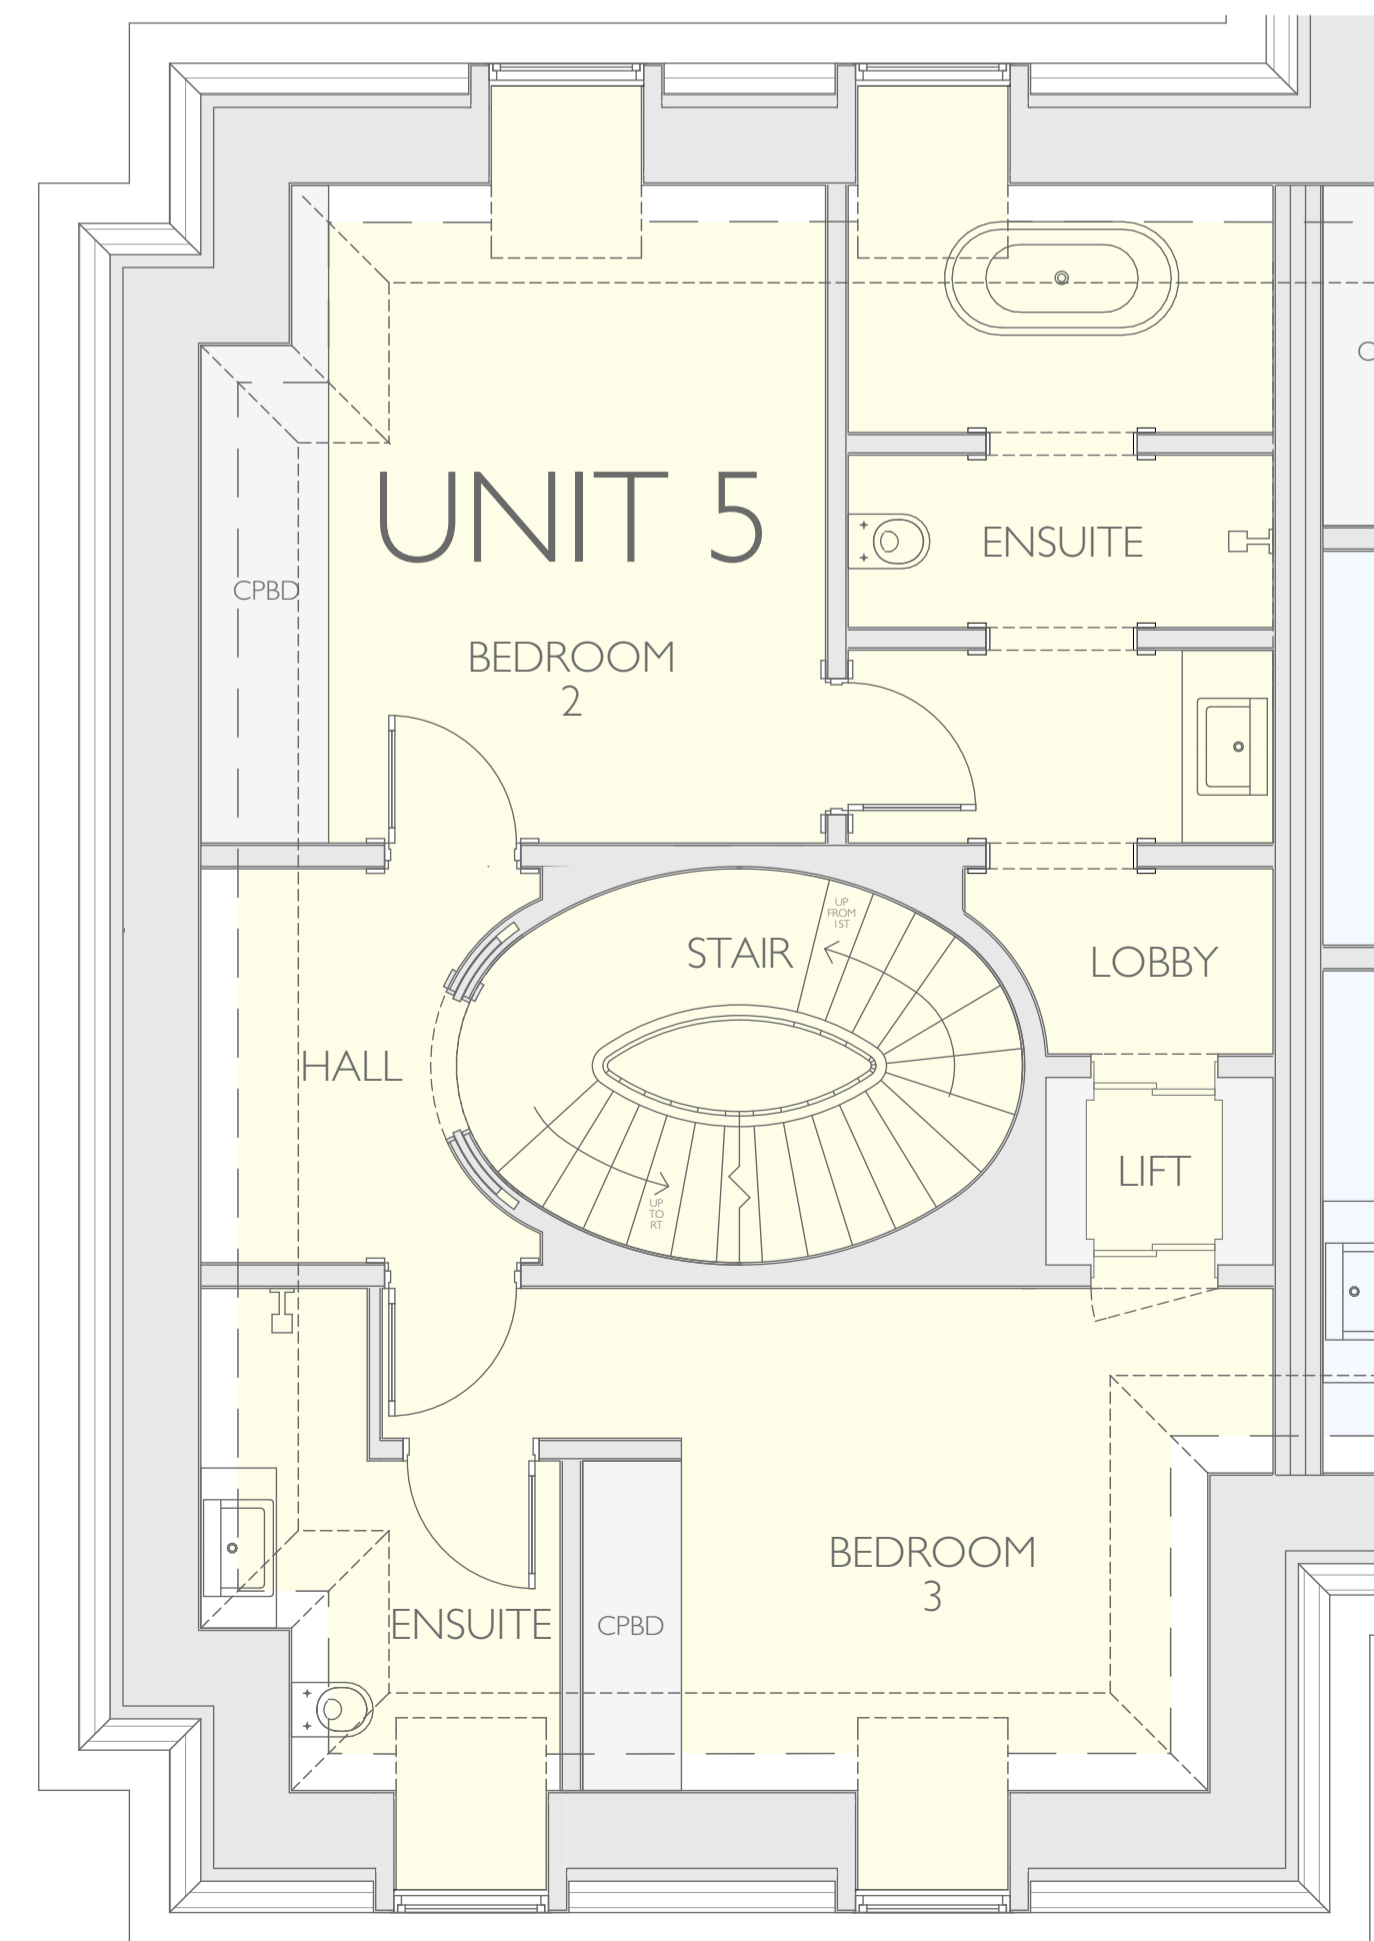 UNIT 5
ENSUITE
CPBD
BEDROOM
2
UP
FROM
1ST
STAIR
LOBBY
HALL
LIFT
UP
TO
RT
BEDROOM
3
ENSUITE
CPBD